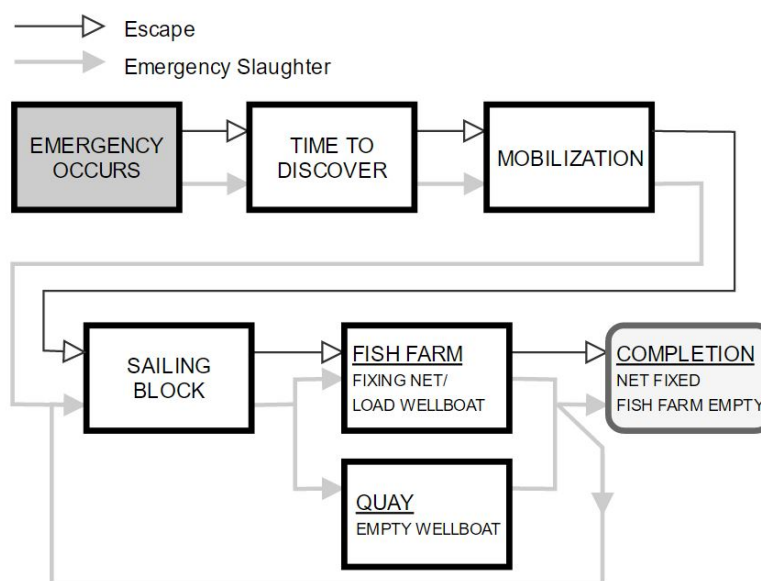 Escape
Emergency Slaughter
EMERGENCY
OCCURS
TIME TO
DISCOVER
MOBILIZATION
SAILING
BLOCK
FISH FARM
FIXING NET/
LOAD WELLBOAT
COMPLETION
NET FIXED
FISH FARM EMPTY
QUAY
EMPTY WELLBOAT